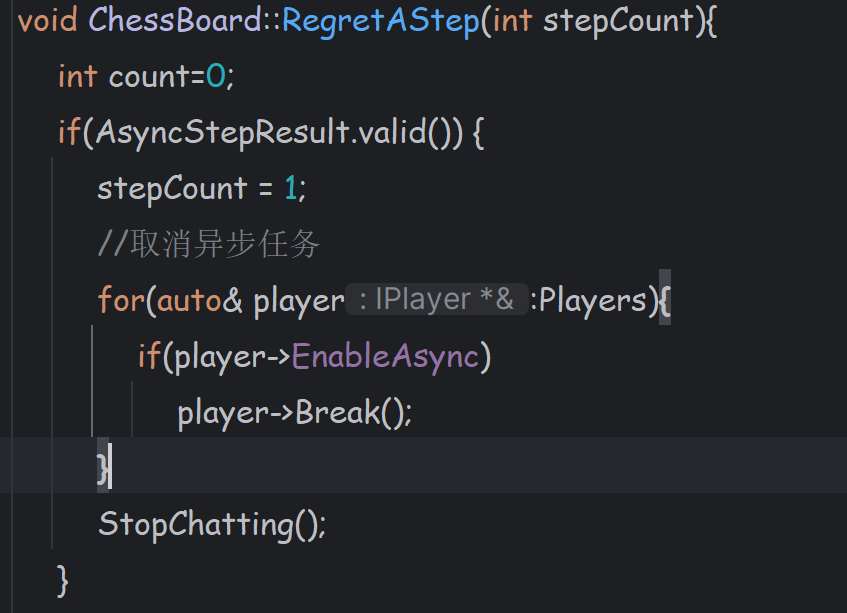 void ChessBoard::RegretAStep(int stepCount){
int count=0;
if(AsyncStepResult.valid()) {
stepCount = 1;
//取消异步任务
for(auto& player : IPlayer *& :Players){
if(player->EnableAsync)
player->Break();
}
StopChatting();
}